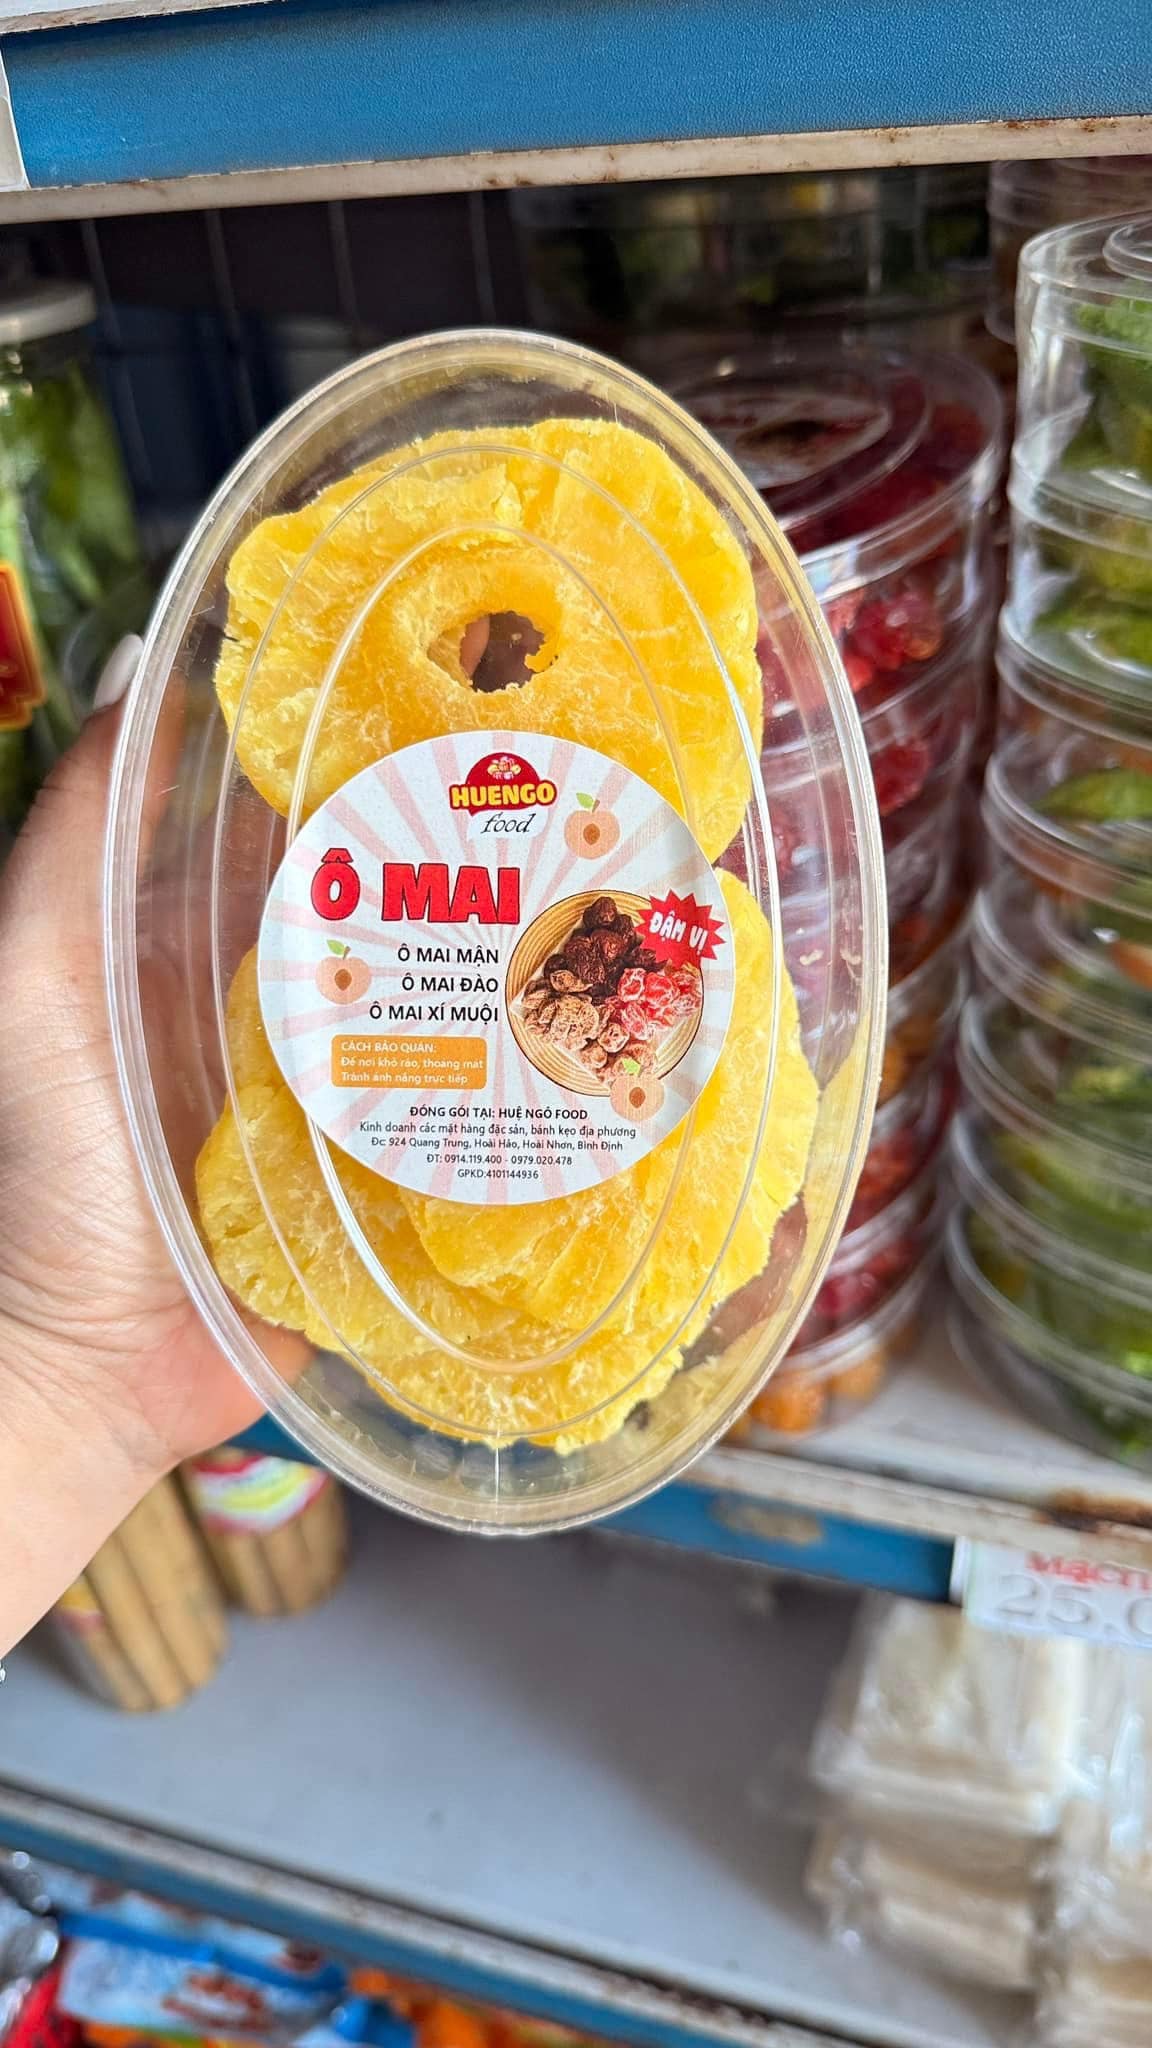 HUENGO
food
Ô MAI
ĐẬM VỊ
Ô MAI MẬN
Ô MAI ĐÀO
Ô MAI XÍ MUỘI
CÁCH BẢO QUẢN:
Để nơi khô ráo, thoáng mát
Tránh ánh nắng trực tiếp
ĐÓNG GÓI TẠI: HUỆ NGÔ FOOD
Kinh doanh các mặt hàng đặc sản, bánh kẹo địa phương
Đc: 924 Quang Trung, Hoài Hảo, Hoài Nhơn, Bình Định
ĐT: 0914.119.400 - 0979.020.478
GPKD:4101144936
25.0